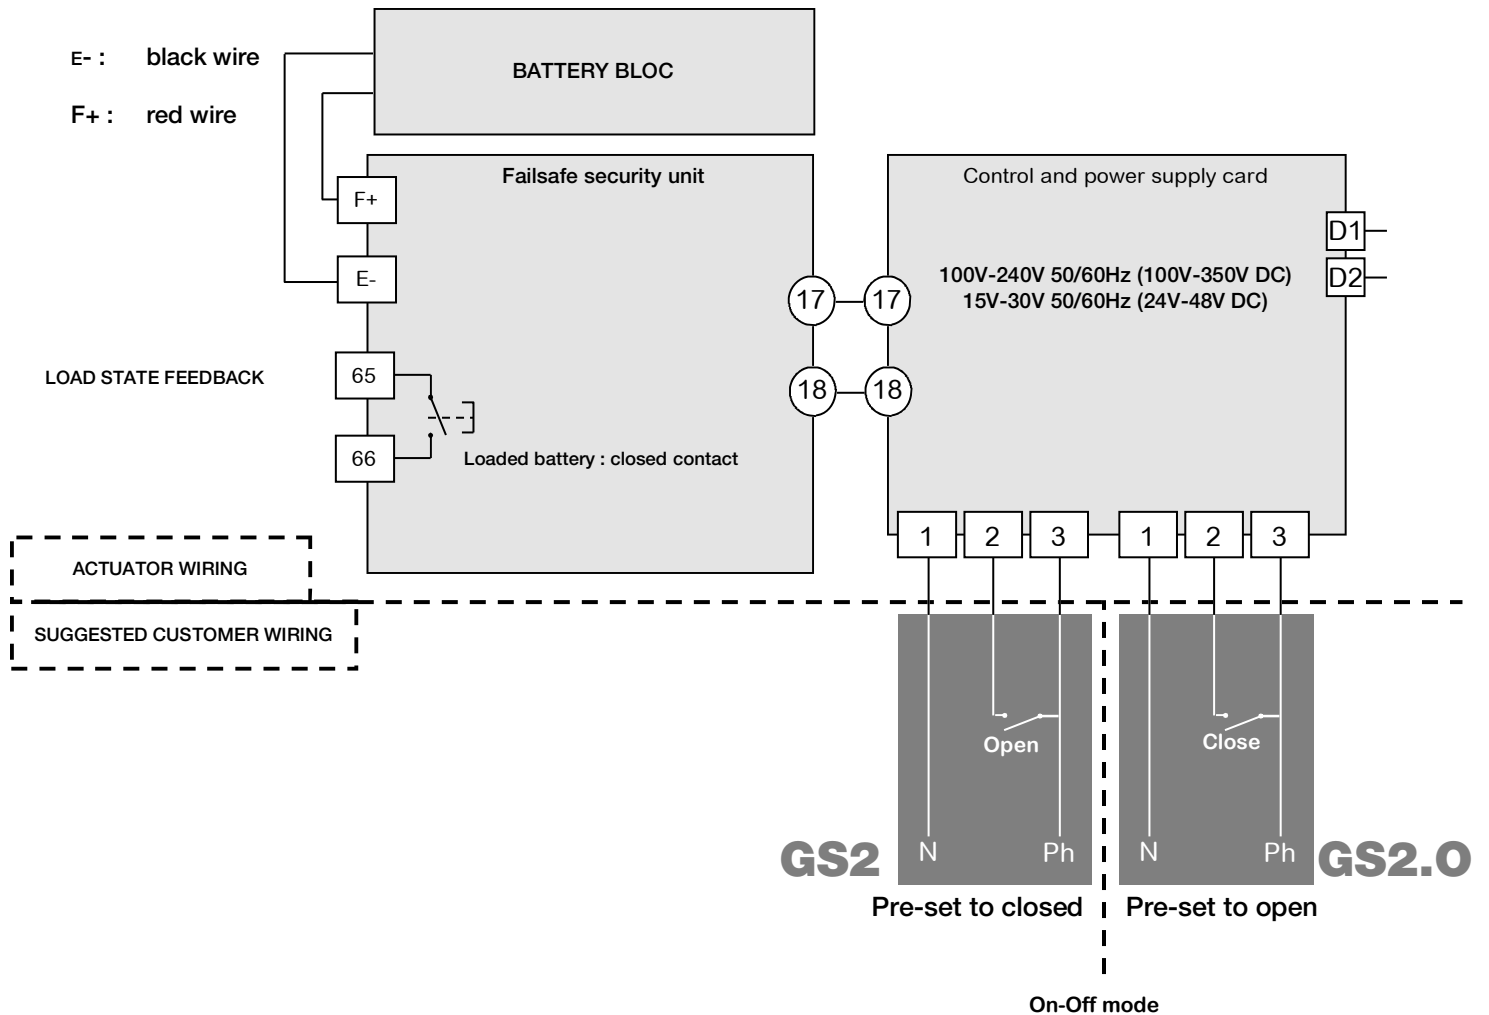 E- : black wire
F+ : red wire
BATTERY BLOC
Failsafe security unit
F+
E-
LOAD STATE FEEDBACK
65
66
Loaded battery : closed contact
17
17
18
18
Control and power supply card
100V-240V 50/60Hz (100V-350V DC)
15V-30V 50/60Hz (24V-48V DC)
D1
D2
1 2 3 1 2 3
ACTUATOR WIRING
SUGGESTED CUSTOMER WIRING
Open
Close
GS2 N Ph N Ph GS2.O
Pre-set to closed
Pre-set to open
On-Off mode